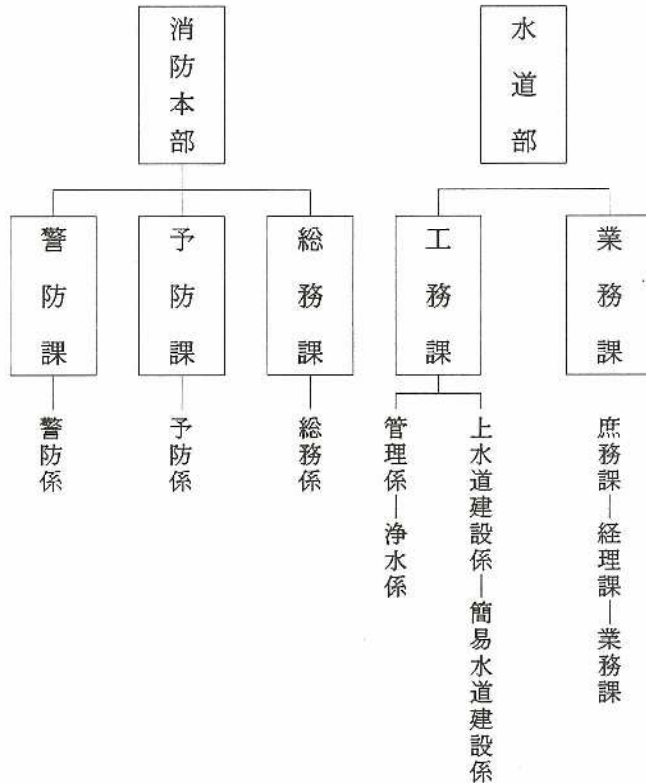 水道部
業務課
庶務課―経理課―業務課
工務課
上水道建設係―簡易水道建設係
管理係―浄水係
消防本部
総務課
総務係
予防課
予防係
警防課
警防係